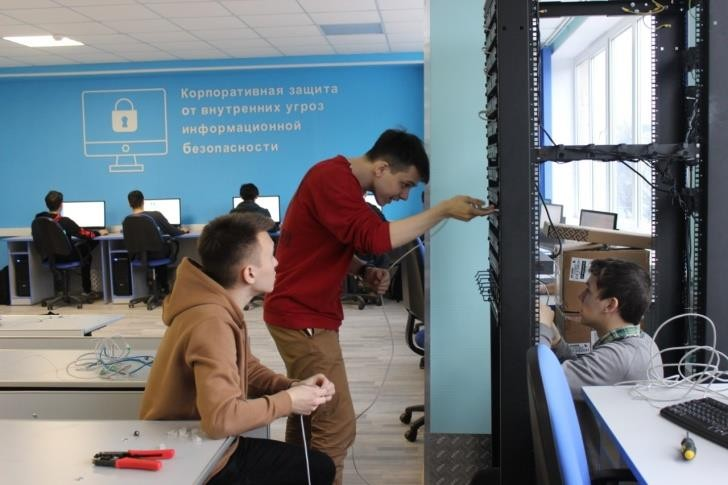 Корпоративная защита
от внутренних угроз
информационной
безопасности